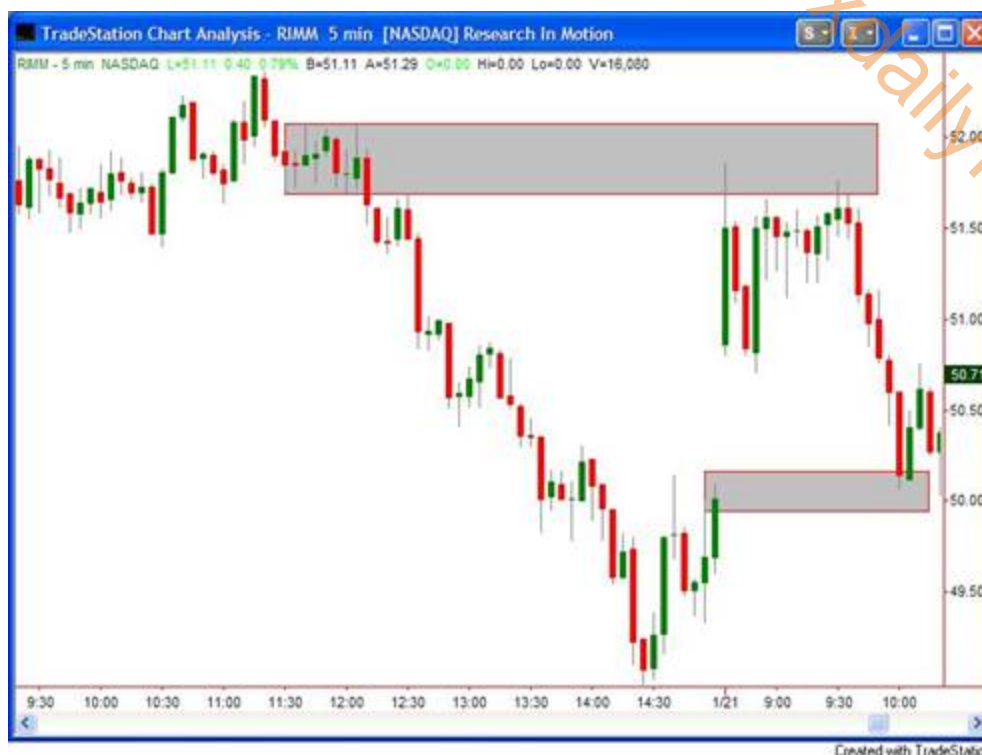 TradeStation Chart Analysis - RIMM 5 min [NASDAQ] Research In Motion
S
I
RIMM - 5 min NASDAQ L=51.11 0.40 0.79% B=51.11 A=51.29 O=0.00 Hi=0.00 Lo=0.00 V=16,080
52.00
51.50
51.00
50.71
50.50
50.00
49.50
9:30 10:00 10:30 11:00 11:30 12:00 12:30 13:00 13:30 14:00 14:30 1/21 9:00 9:30 10:00
Created with TradeStatio